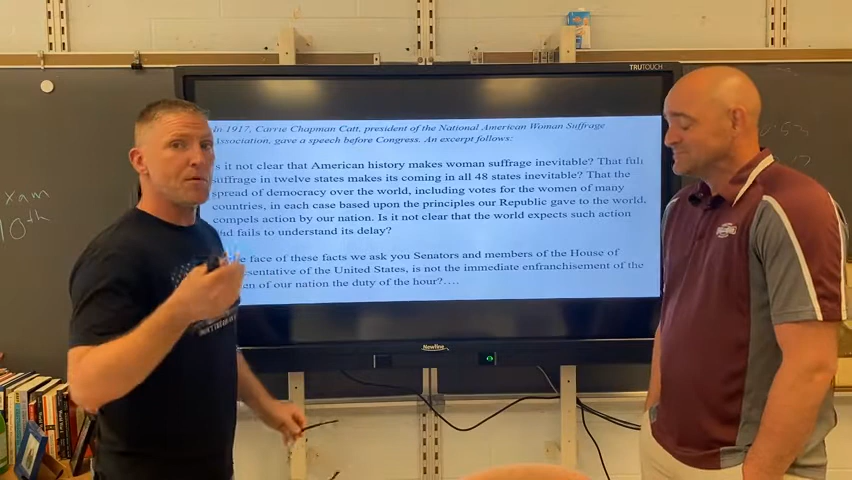 TRUTOUCH
In 1917, Carrie Chapman Catt, president of the National American Woman Suffrage
Association, gave a speech before Congress. An excerpt follows:
is it not clear that American history makes woman suffrage inevitable? That full
suffrage in twelve states makes its coming in all 48 states inevitable? That the
spread of democracy over the world, including votes for the women of many
countries, in each case based upon the principles our Republic gave to the world,
compels action by our nation. Is it not clear that the world expects such action
and fails to understand its delay?
face of these facts we ask you Senators and members of the House of
esentative of the United States, is not the immediate enfranchisement of the
en of our nation the duty of the hour?....
Newline
xam
10th